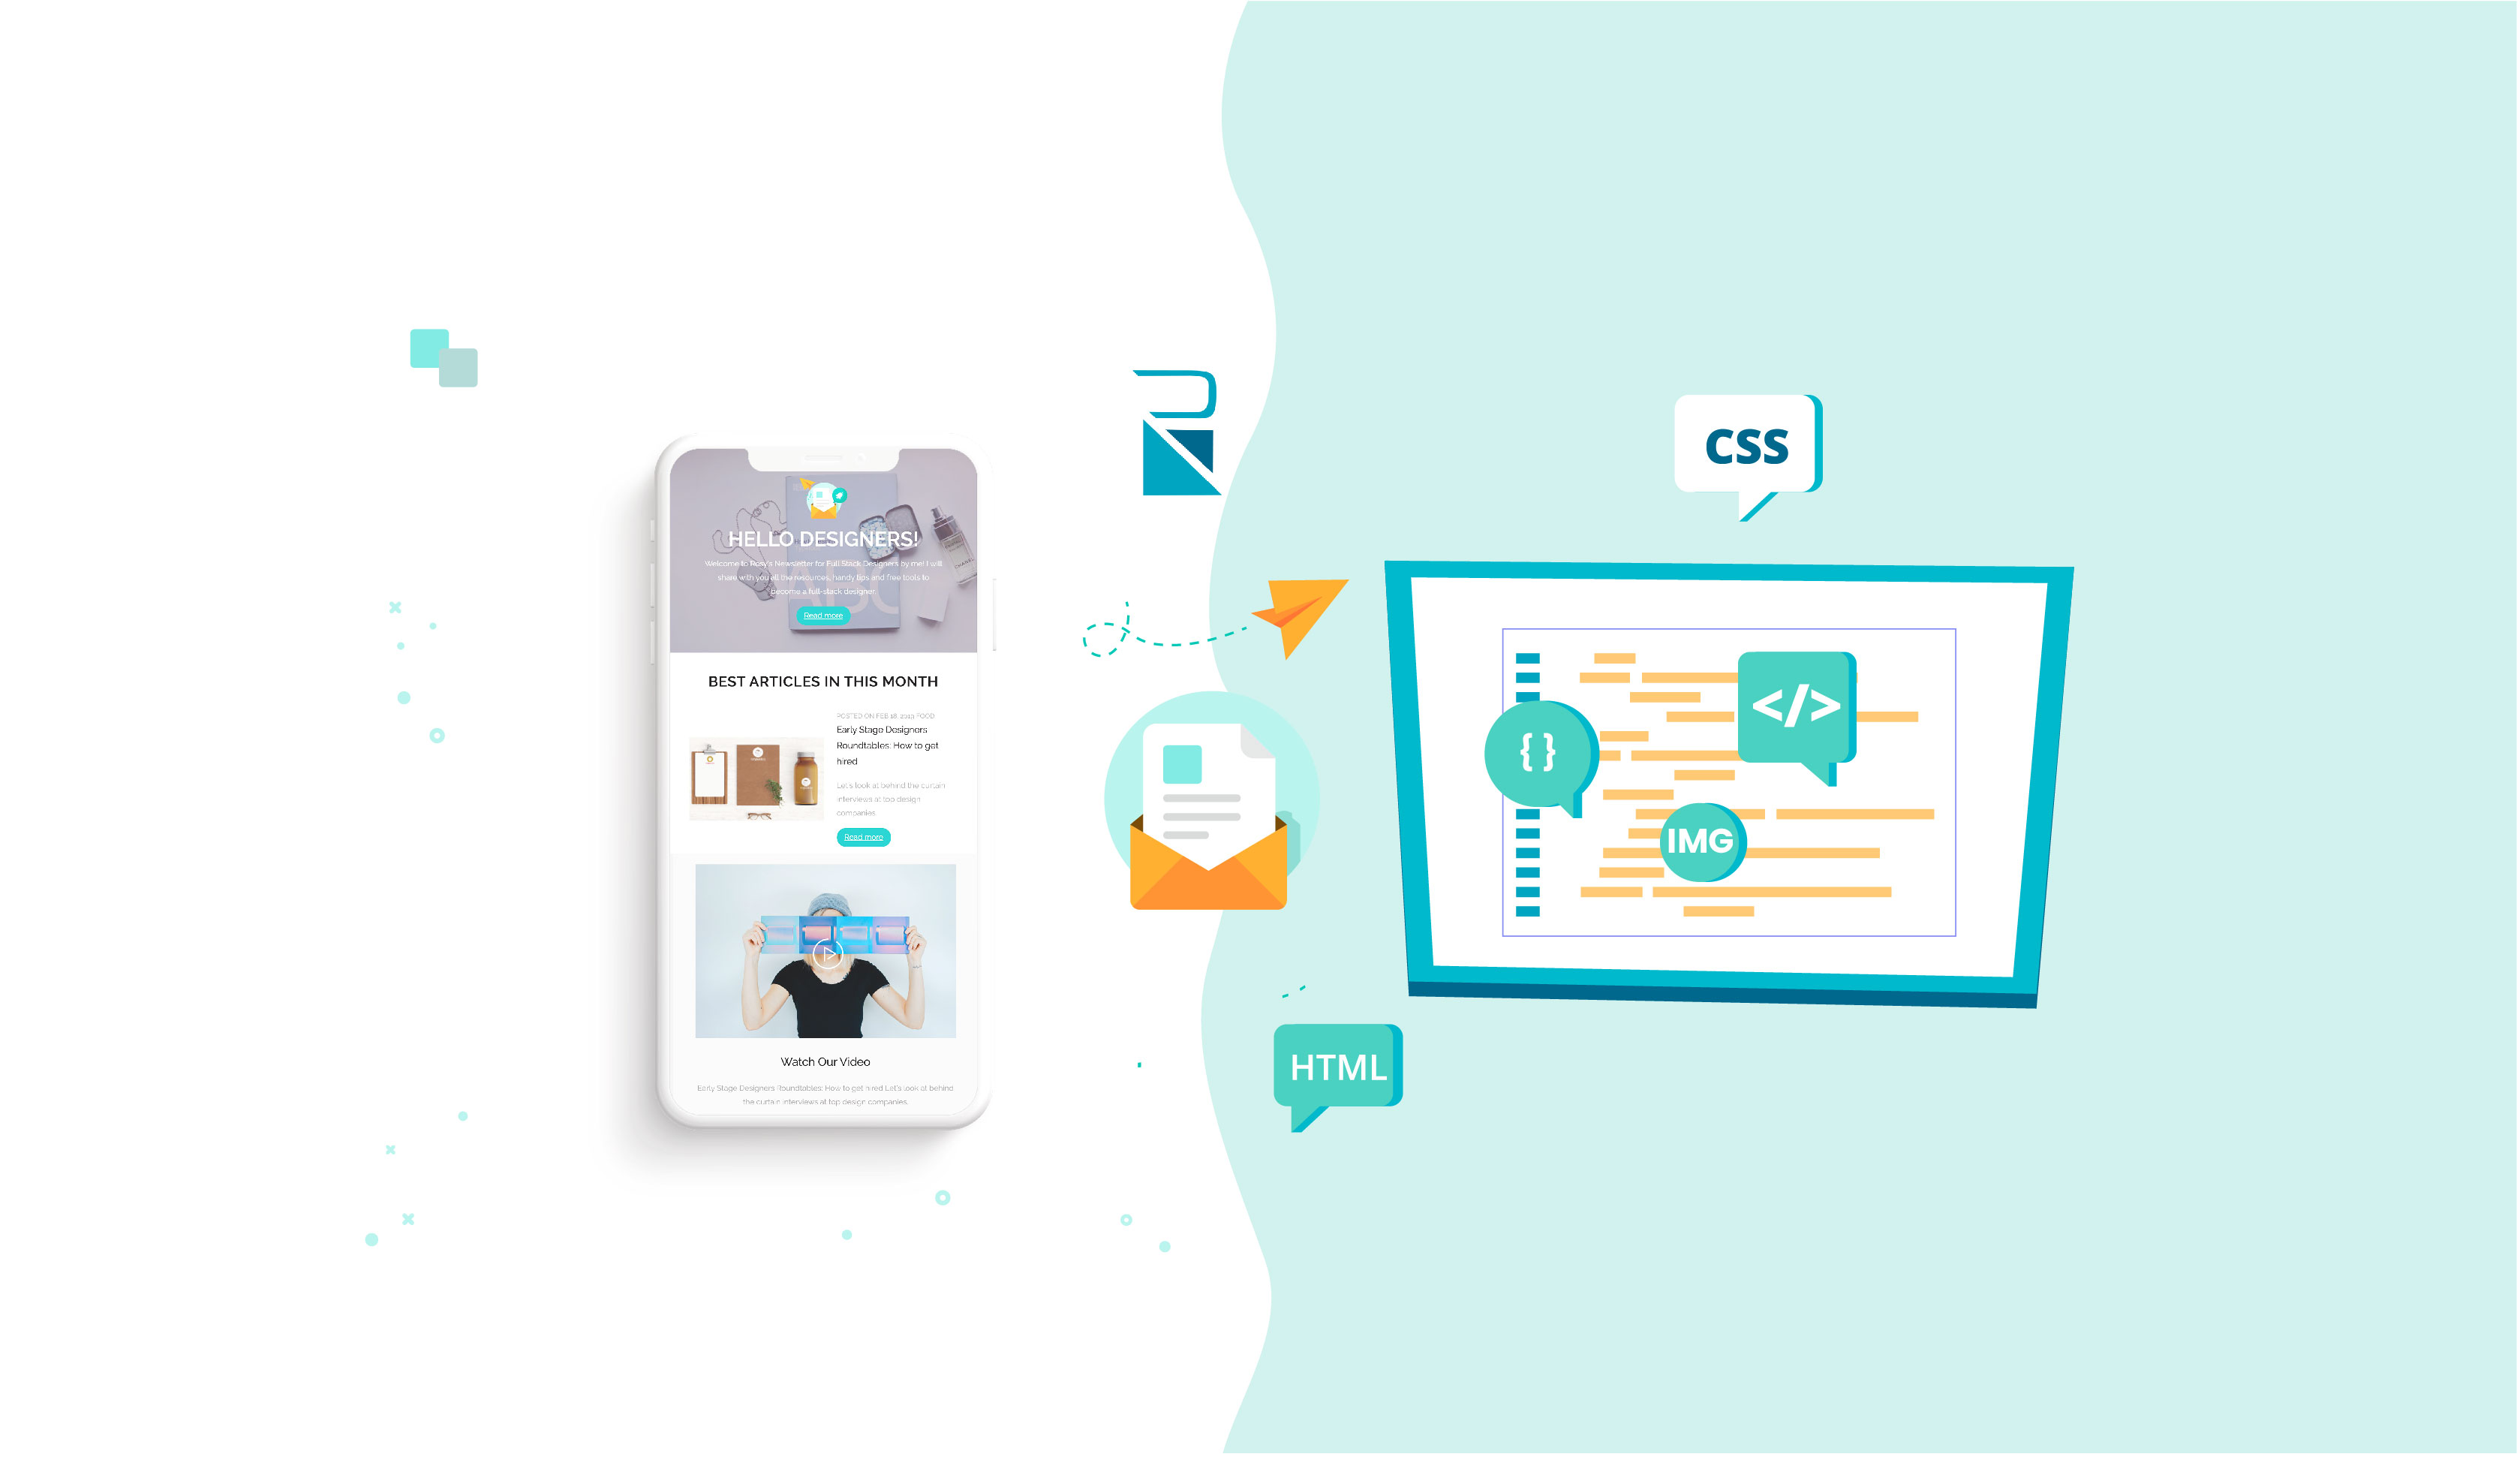 HELLO DESIGNERS!
Welcome to Rosy's Newsletter for Full Stack Designers by me! I will
share with you all the resources, handy tips and free tools to
become a full-stack designer.
Read more
BEST ARTICLES IN THIS MONTH
POSTED ON FEB 18, 2019 FOOD
Early Stage Designers
Roundtables: How to get
hired
Let's look at behind the curtain
interviews at top design
companies.
Read more
Watch Our Video
Early Stage Designers Roundtables: How to get hired Let's look at behind
the curtain interviews at top design companies.
CSS
</>
{}
IMG
HTML